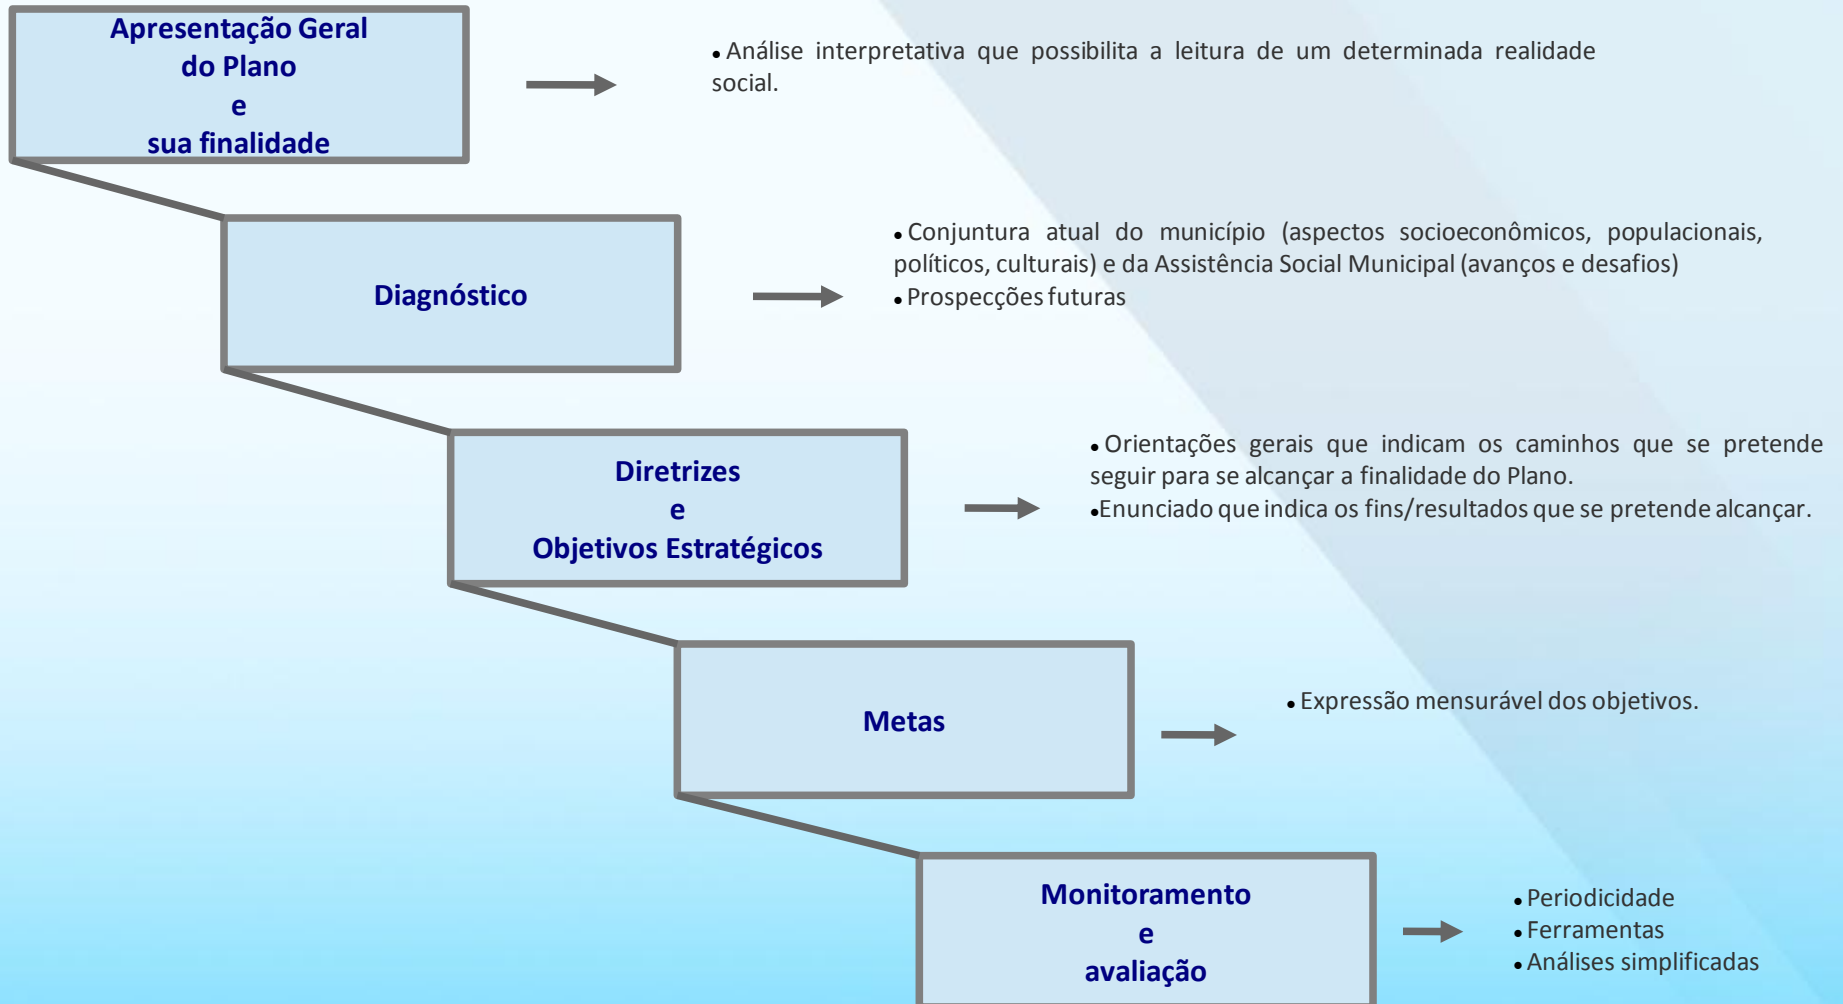 Apresentação Geral
do Plano
e
sua finalidade
• Análise interpretativa que possibilita a leitura de um determinada realidade
social.
Diagnóstico
• Conjuntura atual do município (aspectos socioeconômicos, populacionais,
políticos, culturais) e da Assistência Social Municipal (avanços e desafios)
• Prospecções futuras
Diretrizes
e
Objetivos Estratégicos
• Orientações gerais que indicam os caminhos que se pretende
seguir para se alcançar a finalidade do Plano.
•Enunciado que indica os fins/resultados que se pretende alcançar.
Metas
• Expressão mensurável dos objetivos.
Monitoramento
e
avaliação
• Periodicidade
• Ferramentas
• Análises simplificadas